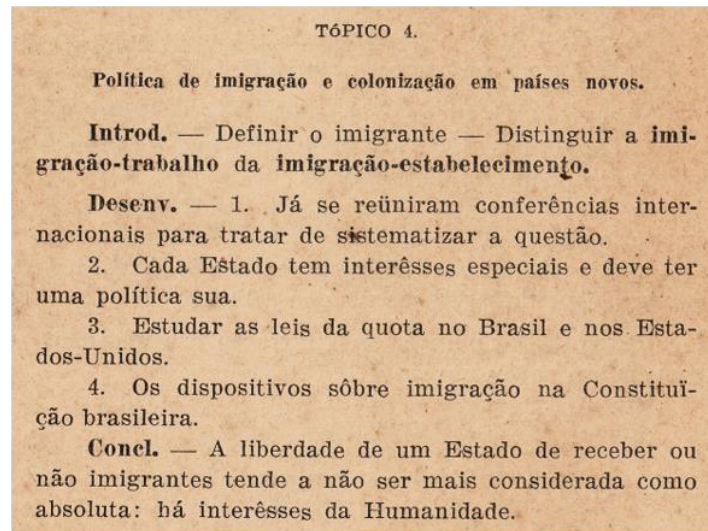 TÓPICO 4.
Política de imigração e colonização em países novos.
Introd. — Definir o imigrante — Distinguir a imi-
gração-trabalho da imigração-estabelecimento.
Desenv. — 1. Já se reüniram conferências inter-
nacionais para tratar de sistematizar a questão.
2. Cada Estado tem interêsses especiais e deve ter
uma política sua.
3. Estudar as leis da quota no Brasil e nos Esta-
dos-Unidos.
4. Os dispositivos sôbre imigração na Constituï-
ção brasileira.
Concl. — A liberdade de um Estado de receber ou
não imigrantes tende a não ser mais considerada como
absoluta: há interêsses da Humanidade.